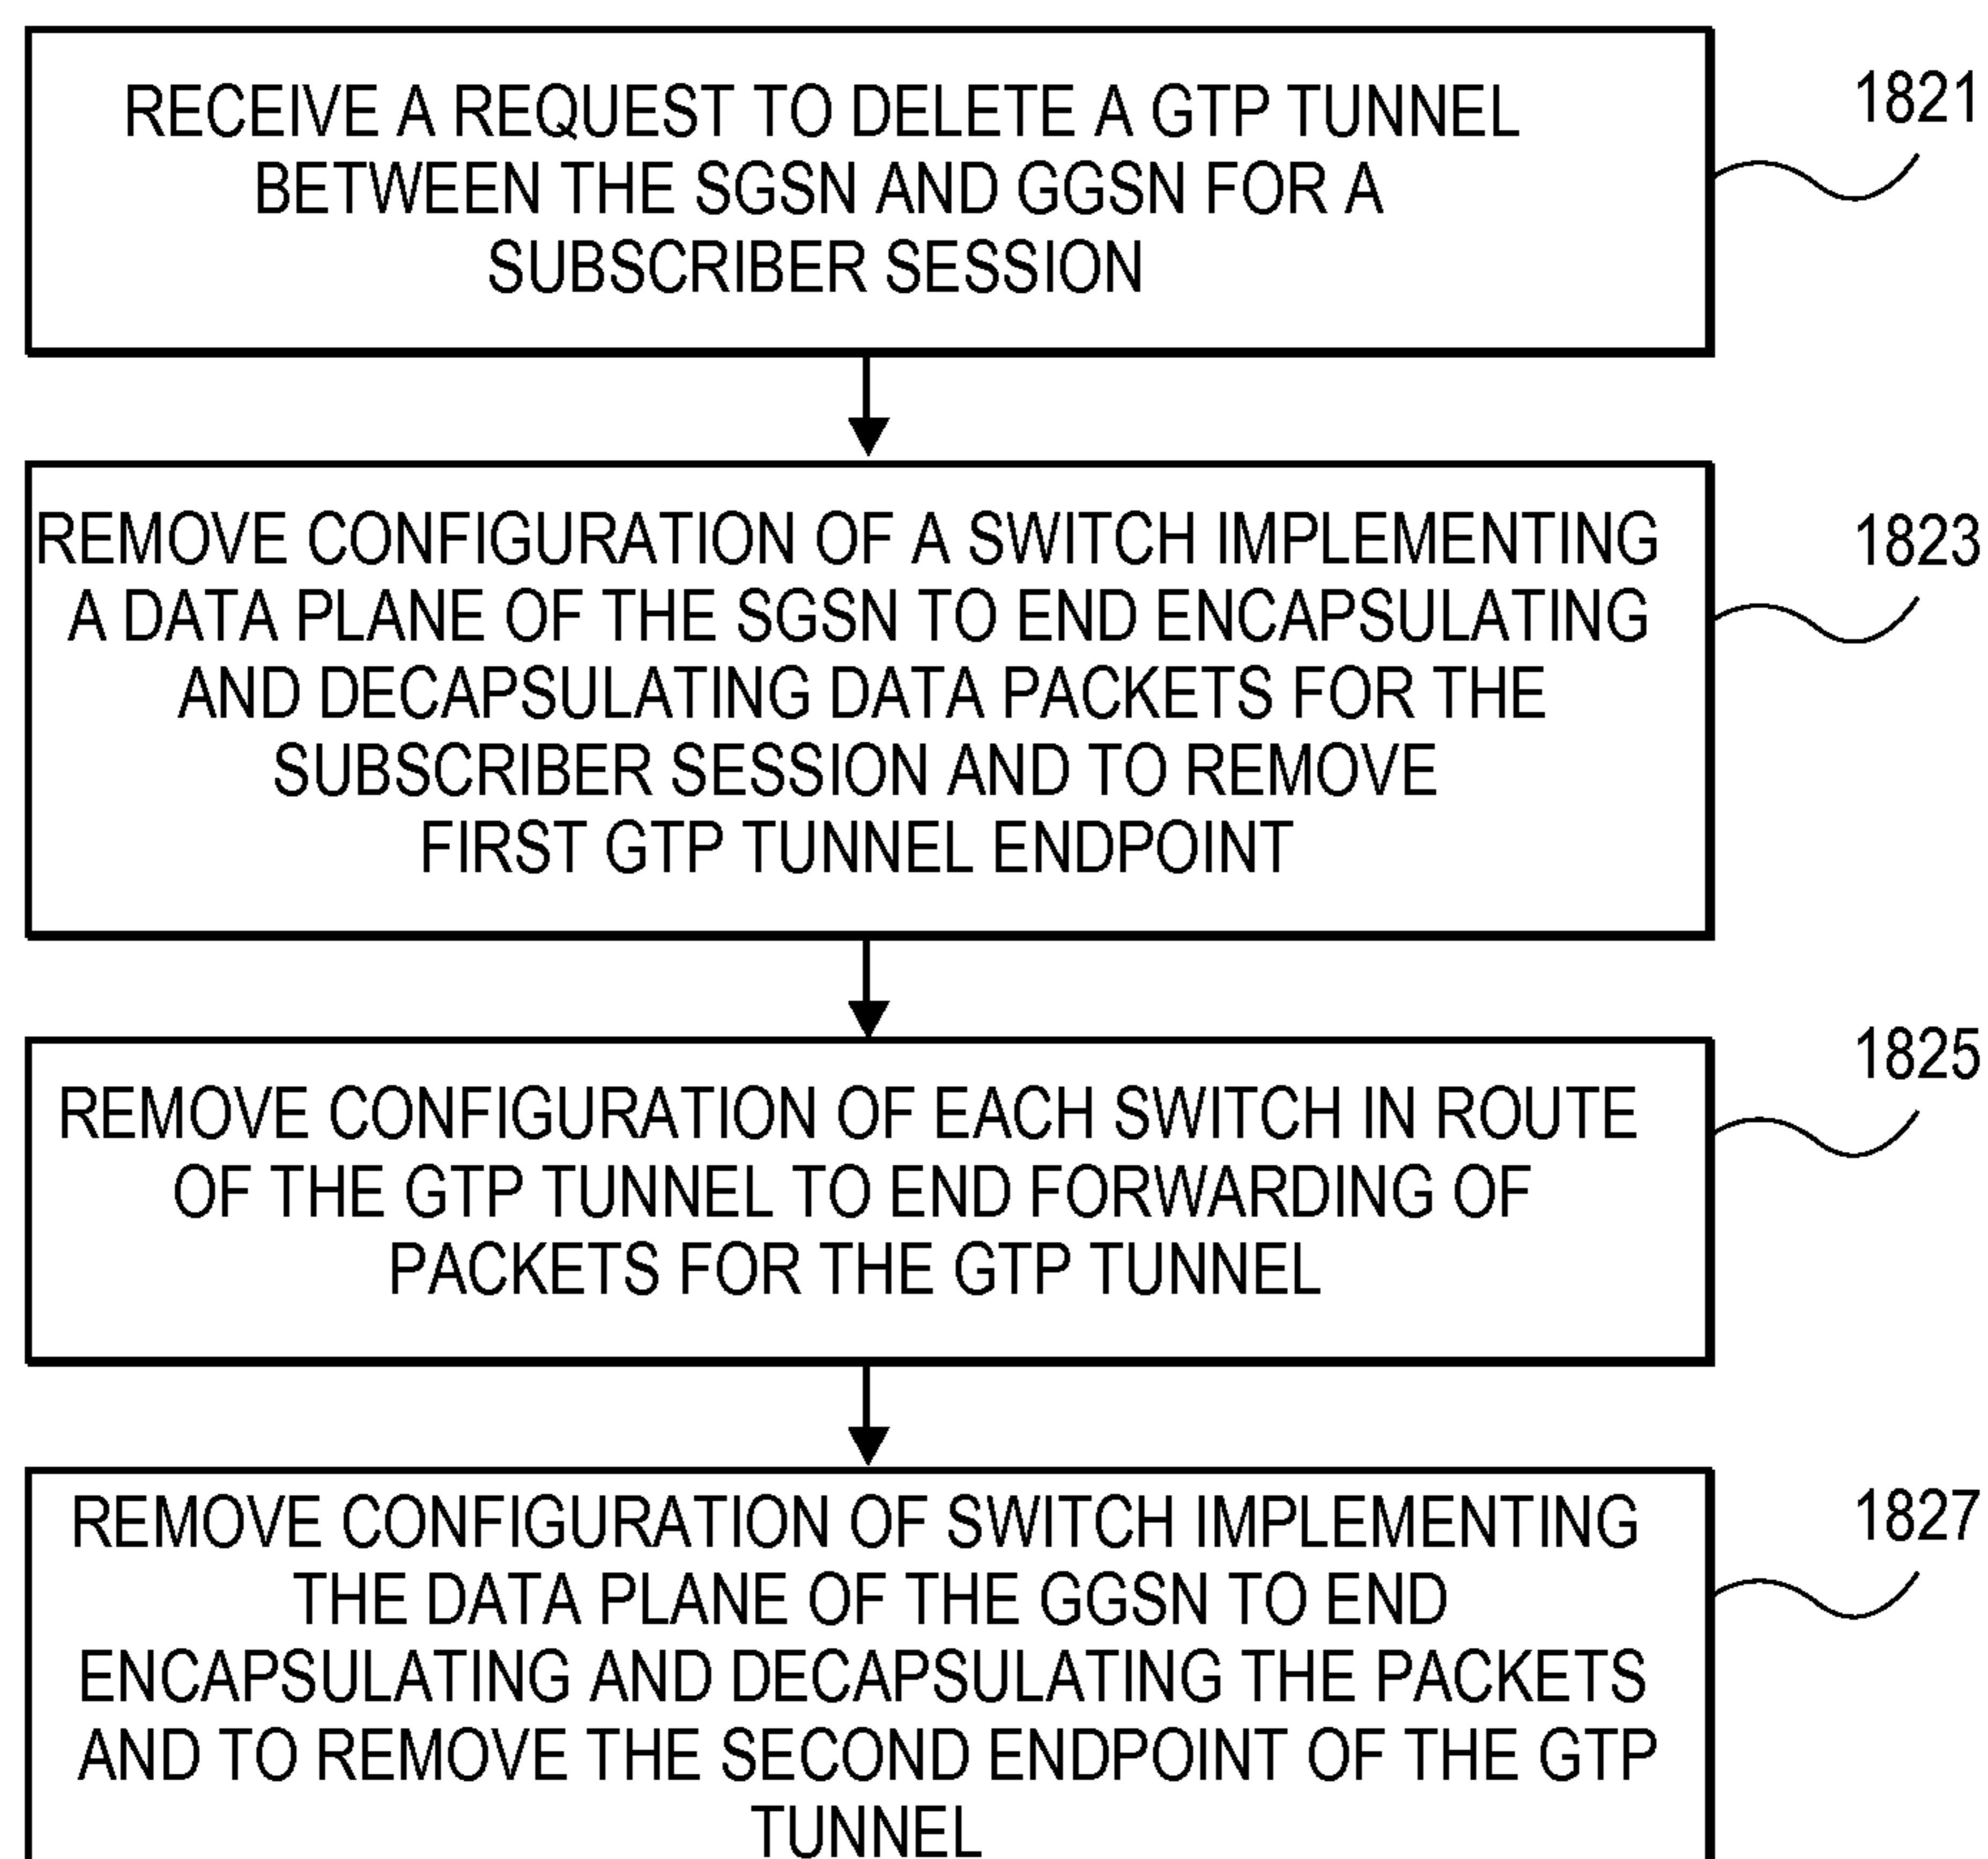 RECEIVE A REQUEST TO DELETE A GTP TUNNEL
BETWEEN THE SGSN AND GGSN FOR A
SUBSCRIBER SESSION
1821
REMOVE CONFIGURATION OF A SWITCH IMPLEMENTING
A DATA PLANE OF THE SGSN TO END ENCAPSULATING
AND DECAPSULATING DATA PACKETS FOR THE
SUBSCRIBER SESSION AND TO REMOVE
FIRST GTP TUNNEL ENDPOINT
1823
REMOVE CONFIGURATION OF EACH SWITCH IN ROUTE
OF THE GTP TUNNEL TO END FORWARDING OF
PACKETS FOR THE GTP TUNNEL
1825
REMOVE CONFIGURATION OF SWITCH IMPLEMENTING
THE DATA PLANE OF THE GGSN TO END
ENCAPSULATING AND DECAPSULATING THE PACKETS
AND TO REMOVE THE SECOND ENDPOINT OF THE GTP
TUNNEL
1827